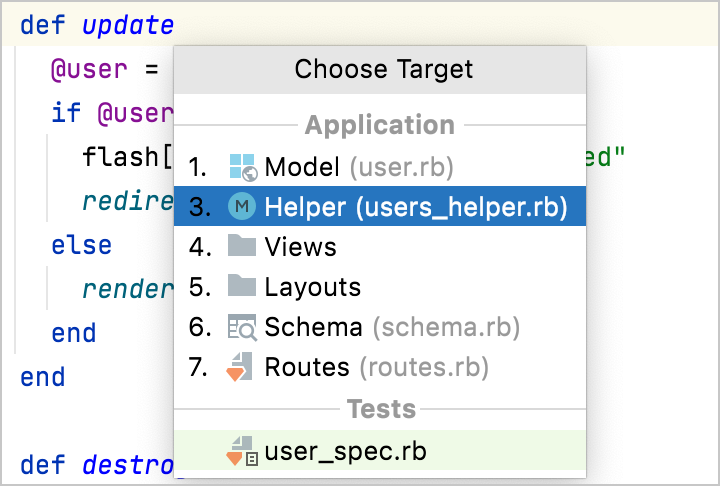 def update
Choose Target
@user =
Application
if @user
1. Model (user.rb)
flash[ ed"
3. M Helper (users_helper.rb)
redire
4. Views
else
5. Layouts
render
6. Schema (schema.rb)
end
7. Routes (routes.rb)
end
Tests
user_spec.rb
def destro